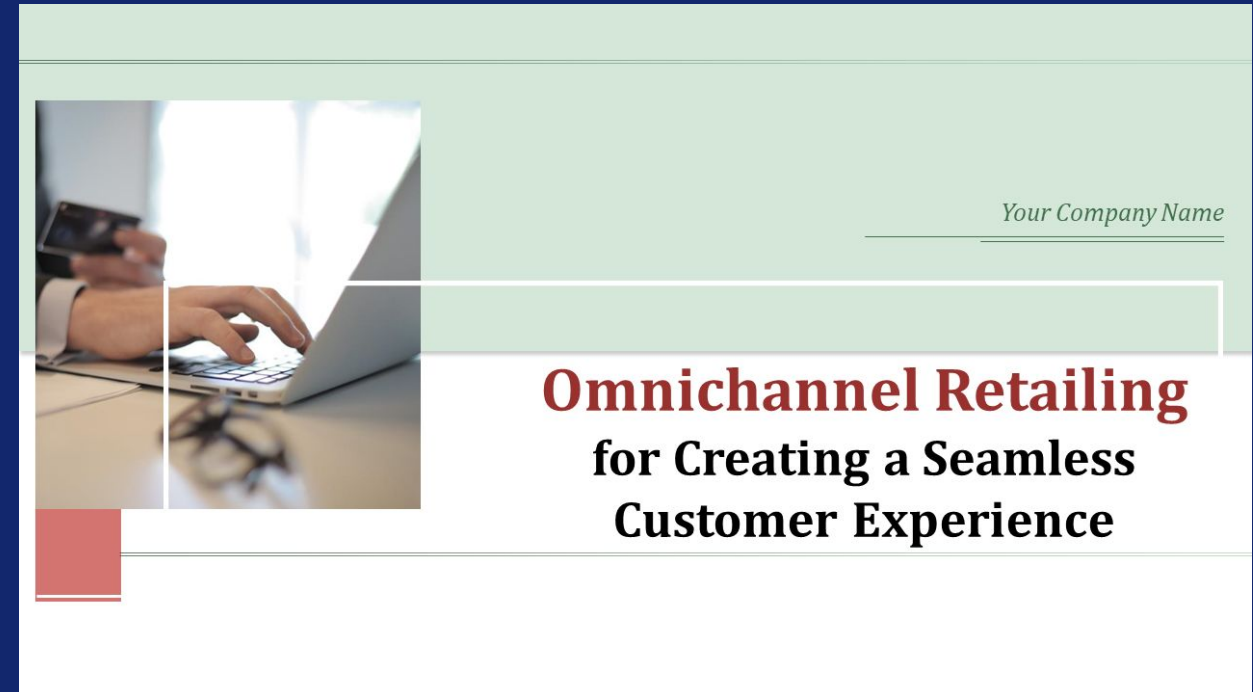 Your Company Name
Omnichannel Retailing
for Creating a Seamless
Customer Experience